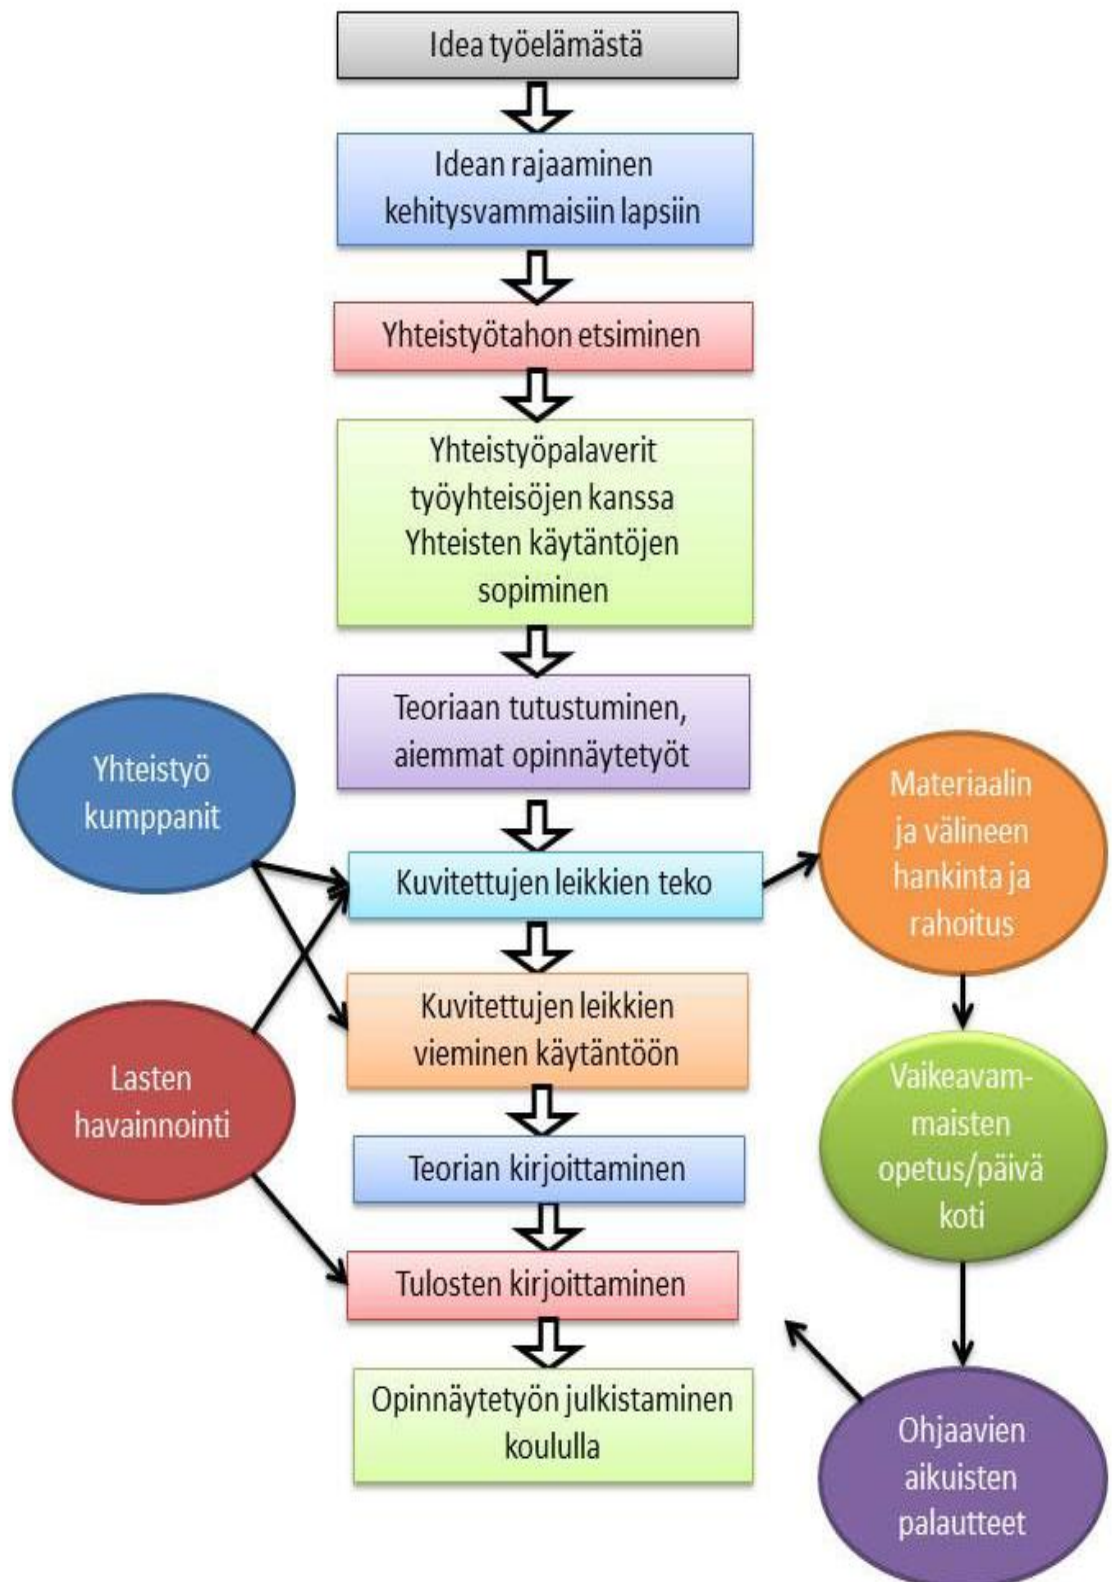 Idea työelämästä
Idean rajaaminen
kehitysvammaisiin lapsiin
Yhteistyötahon etsiminen
Yhteistyöpalaverit
työyhteisöjen kanssa
Yhteisten käytäntöjen
sopiminen
Teoriaan tutustuminen,
aiemmat opinnäytetyöt
Yhteistyö
kumppanit
Kuvitettujen leikkien teko
Materiaalin
ja välineen
hankinta ja
rahoitus
Kuvitettujen leikkien
vieminen käytäntöön
Lasten
havainnointi
Vaikeavam-
maisten
opetus/päivä
koti
Teorian kirjoittaminen
Tulosten kirjoittaminen
Opinnäytetyön julkistaminen
koululla
Ohjaavien
aikuisten
palautteet